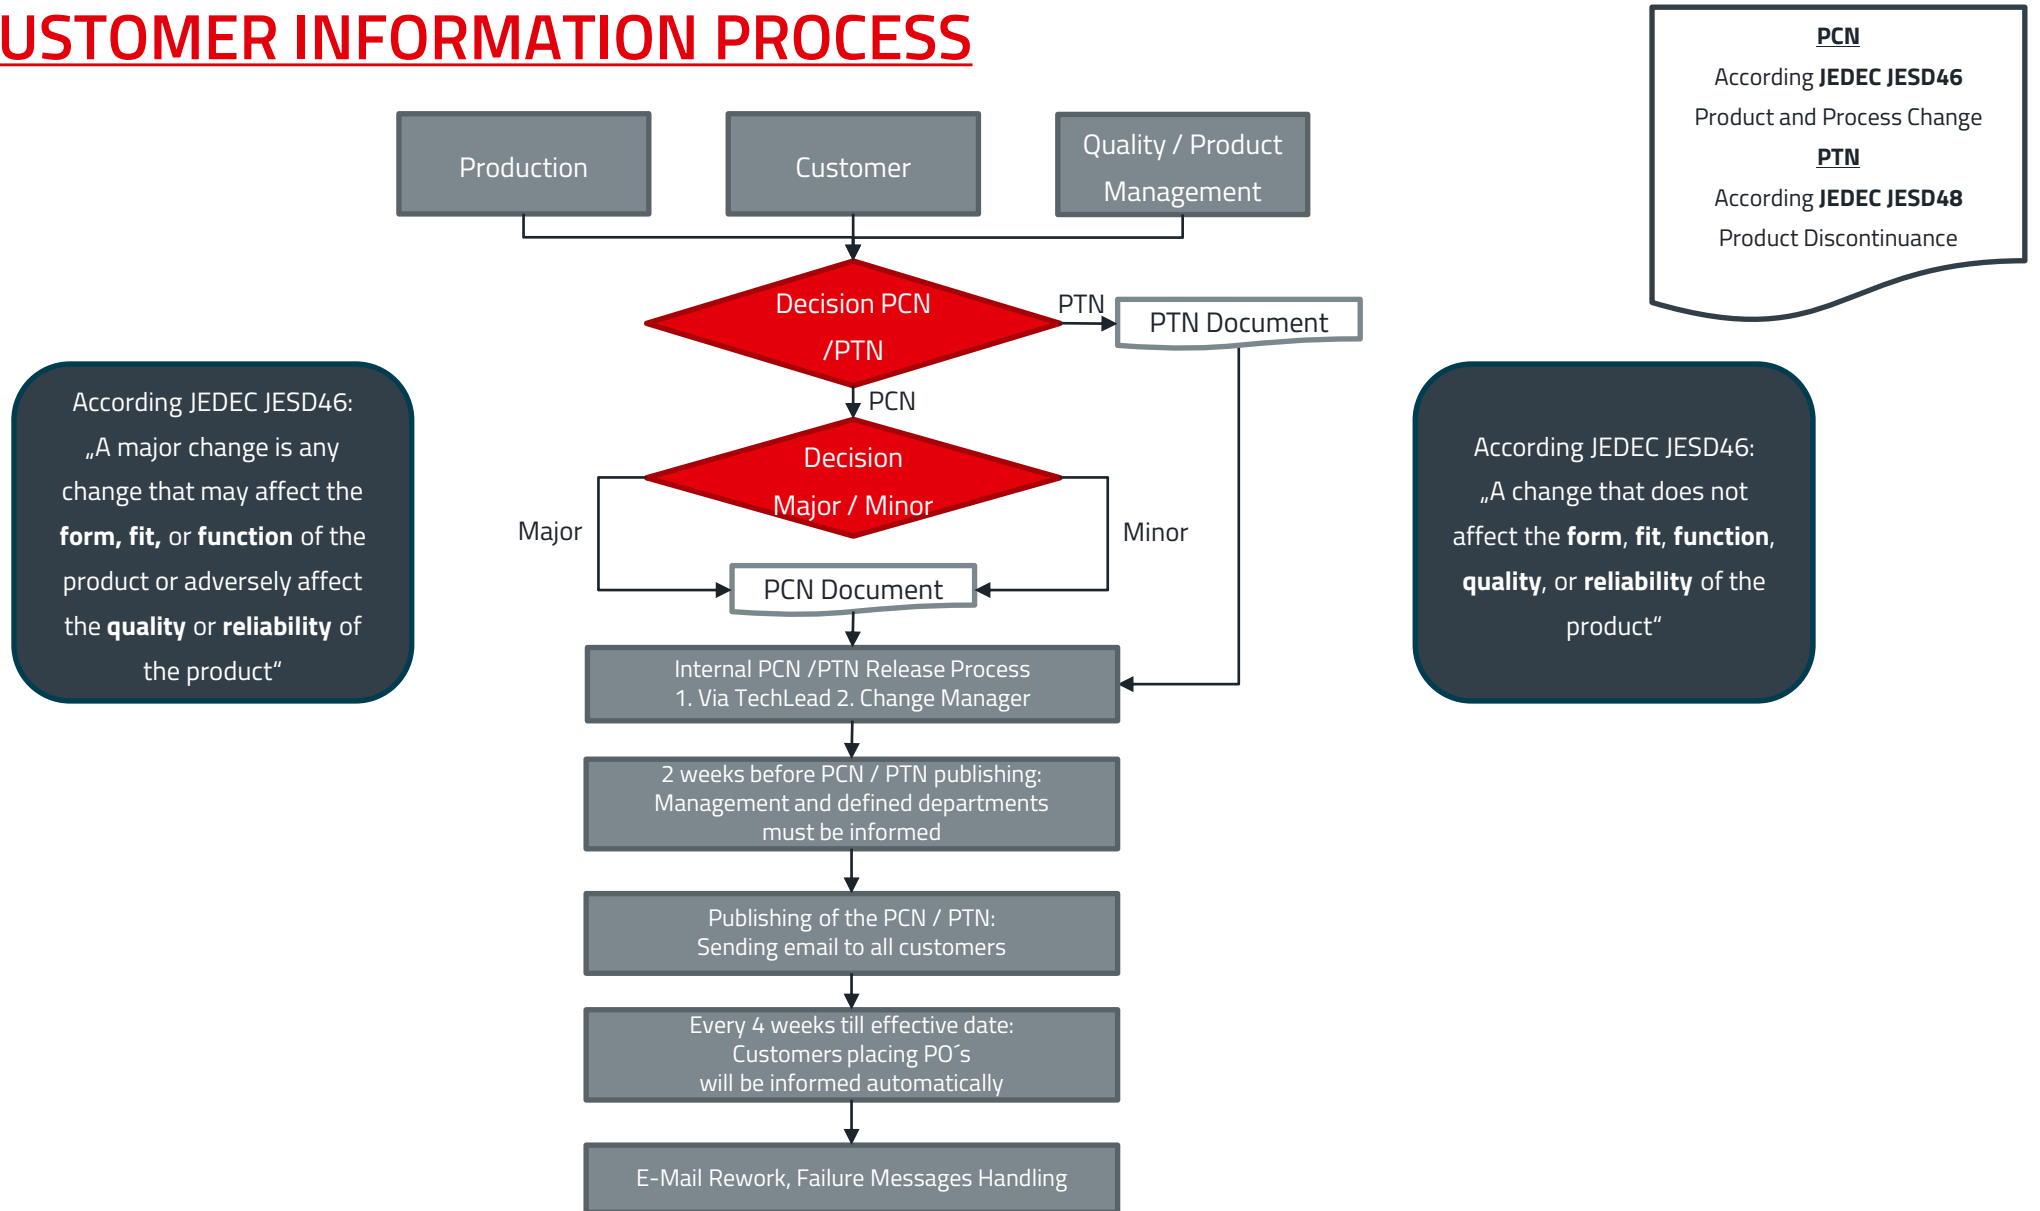 USTOMER INFORMATION PROCESS
PCN
According JEDEC JESD46
Product and Process Change
PTN
According JEDEC JESD48
Product Discontinuance
Production
Customer
Quality / Product
Management
Decision PCN
/PTN
PTN
PTN Document
PCN
Decision
Major / Minor
Major
Minor
PCN Document
According JEDEC JESD46:
„A major change is any
change that may affect the
form, fit, or function of the
product or adversely affect
the quality or reliability of
the product“
According JEDEC JESD46:
„A change that does not
affect the form, fit, function,
quality, or reliability of the
product“
Internal PCN /PTN Release Process
1. Via TechLead 2. Change Manager
2 weeks before PCN / PTN publishing:
Management and defined departments
must be informed
Publishing of the PCN / PTN:
Sending email to all customers
Every 4 weeks till effective date:
Customers placing PO´s
will be informed automatically
E-Mail Rework, Failure Messages Handling